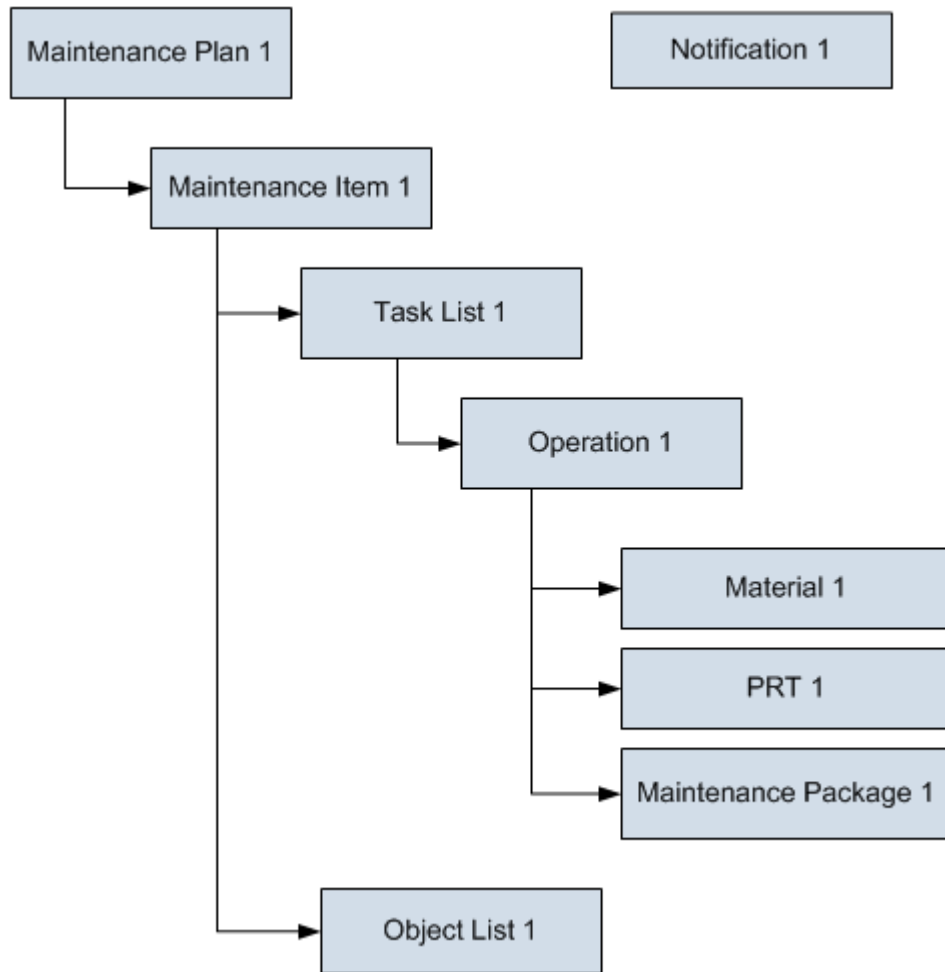 Maintenance Plan 1
Notification 1
Maintenance Item 1
Task List 1
Operation 1
Material 1
PRT 1
Maintenance Package 1
Object List 1